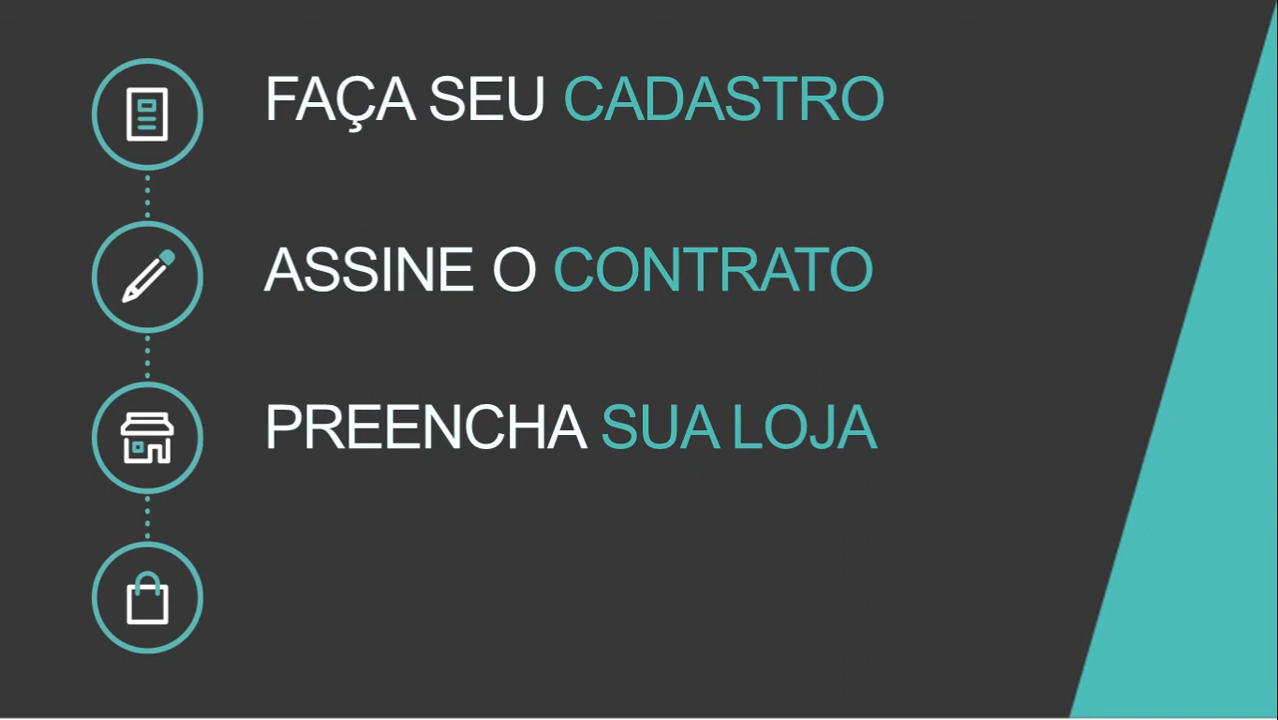 FAÇA SEU CADASTRO
ASSINE O CONTRATO
PREENCHA SUA LOJA